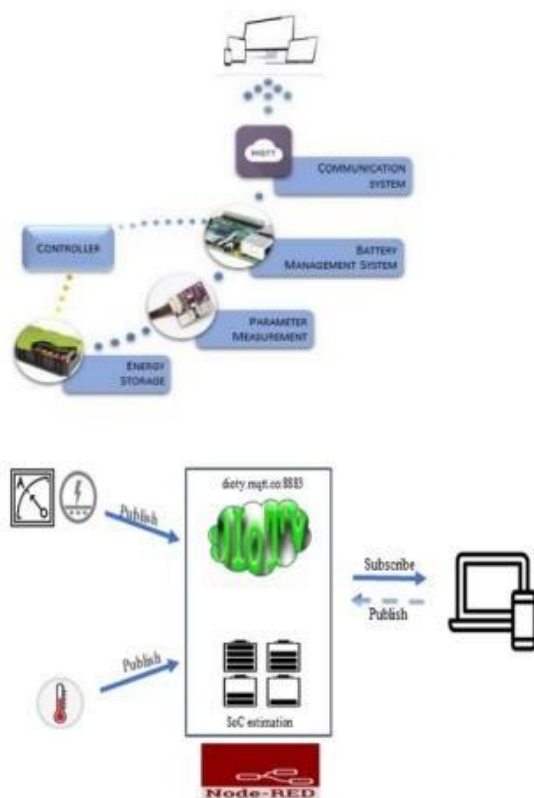 MQTT
COMMUNICATION
SYSTEM
CONTROLLER
BATTERY
MANAGEMENT SYSTEM
PARAMETER
MEASUREMENT
ENERGY
STORAGE
A
Publish
dioty.mqtt.co:8883
DIoTY
Subscribe
Publish
Publish
SoC estimation
Node-RED